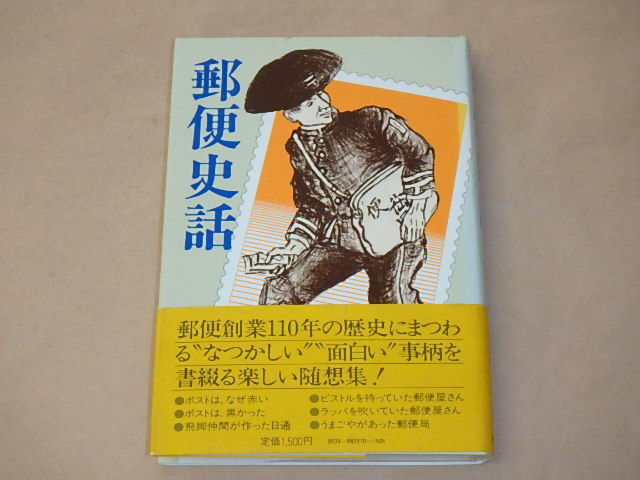 郵便史話
郵便創業110年の歴史にまつわ
る〝なつかしい〟〝面白い〟事柄を
書綴る楽しい随想集！
●ポストは、なぜ赤い
●ポストは、黒かった
●飛脚仲間が作った日通
●ピストルを持っていた郵便屋さん
●ラッパを吹いていた郵便屋さん
●うまごやがあった郵便局
定価1,500円